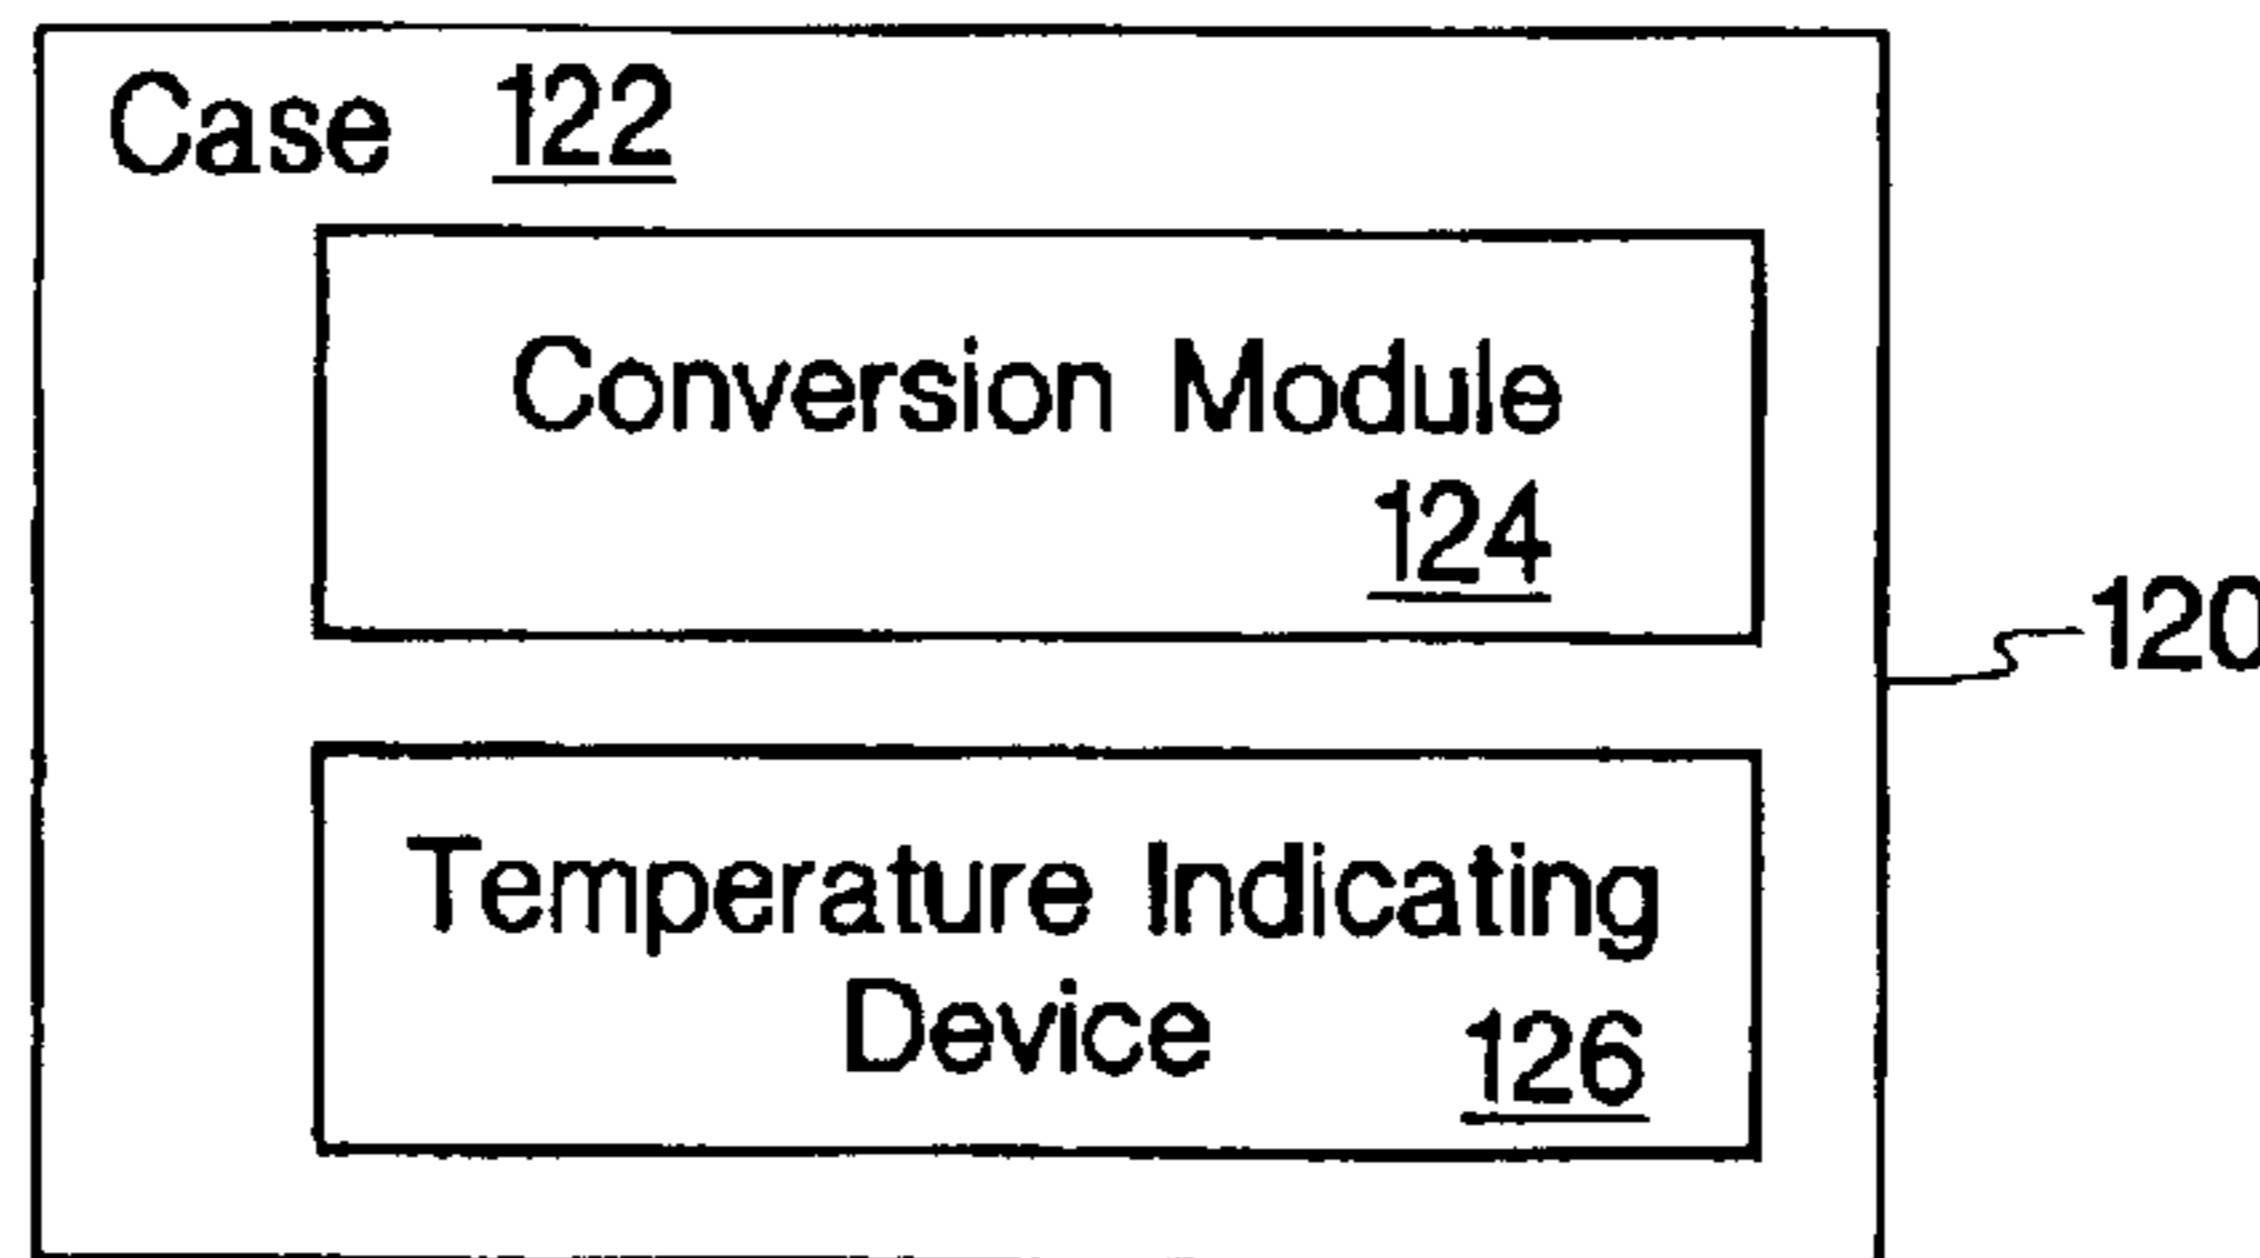 Case 122
Conversion Module
124
120
Temperature Indicating
Device 126